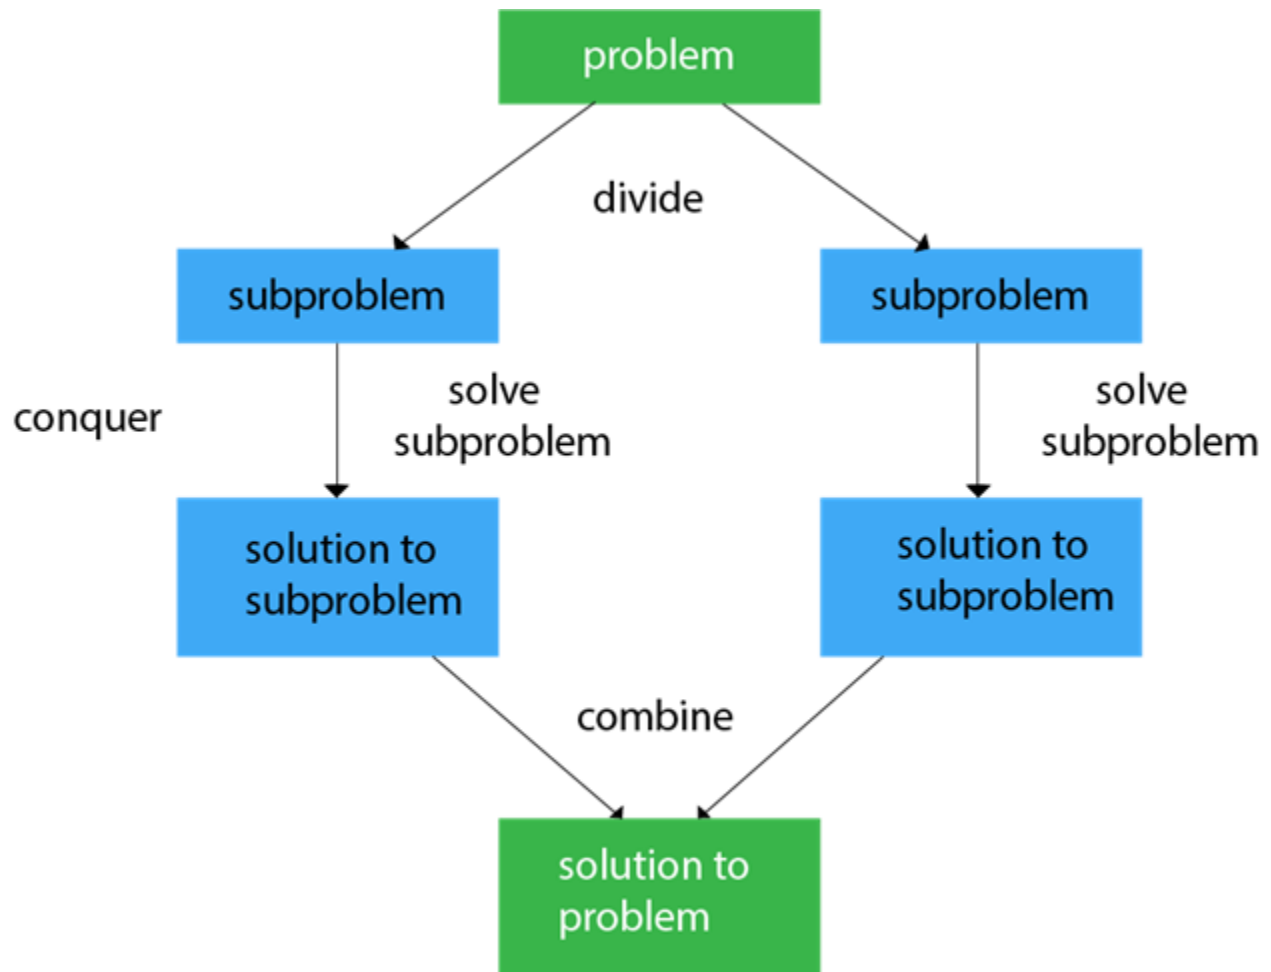 problem
divide
subproblem
subproblem
conquer
solve
subproblem
solve
subproblem
solution to
subproblem
solution to
subproblem
combine
solution to
problem